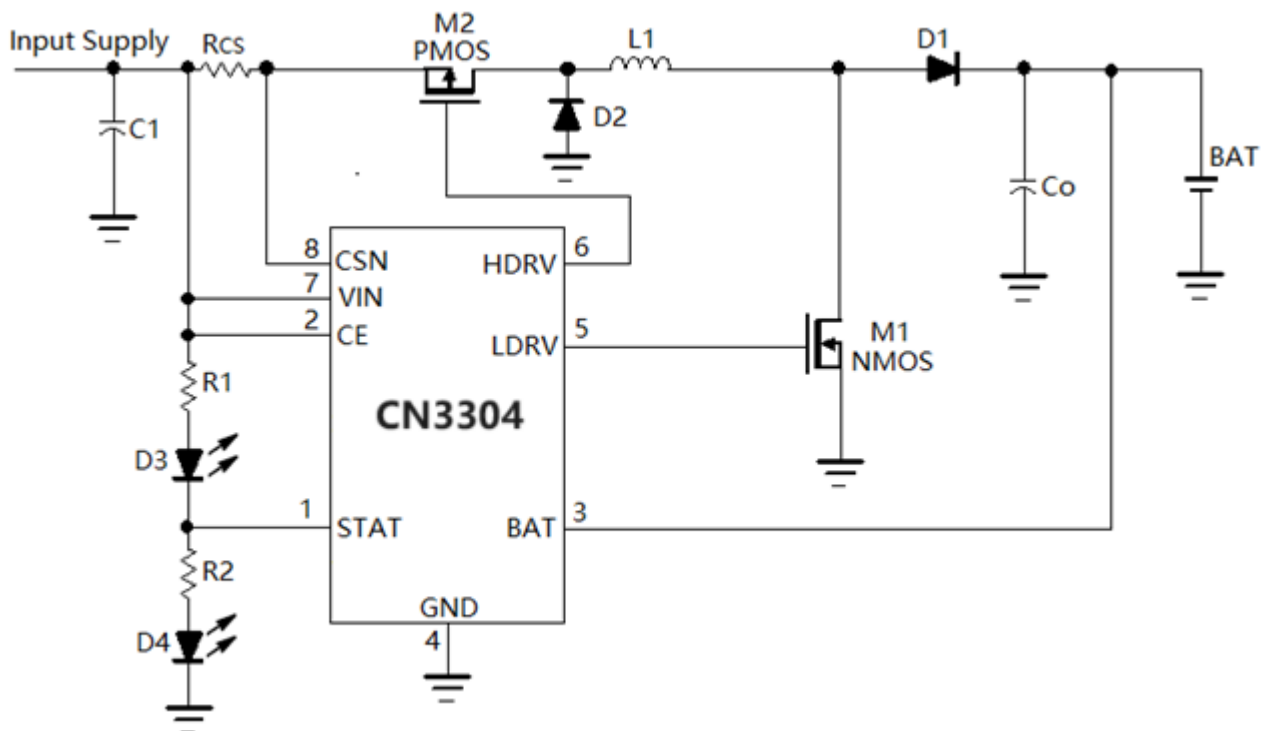 Input Supply
Rcs
M2
PMOS
L1
D1
C1
D2
Co
BAT
8
CSN
HDRV
6
7
VIN
2
CE
LDRV
5
M1
NMOS
R1
CN3304
D3
1
STAT
BAT
3
R2
GND
4
D4